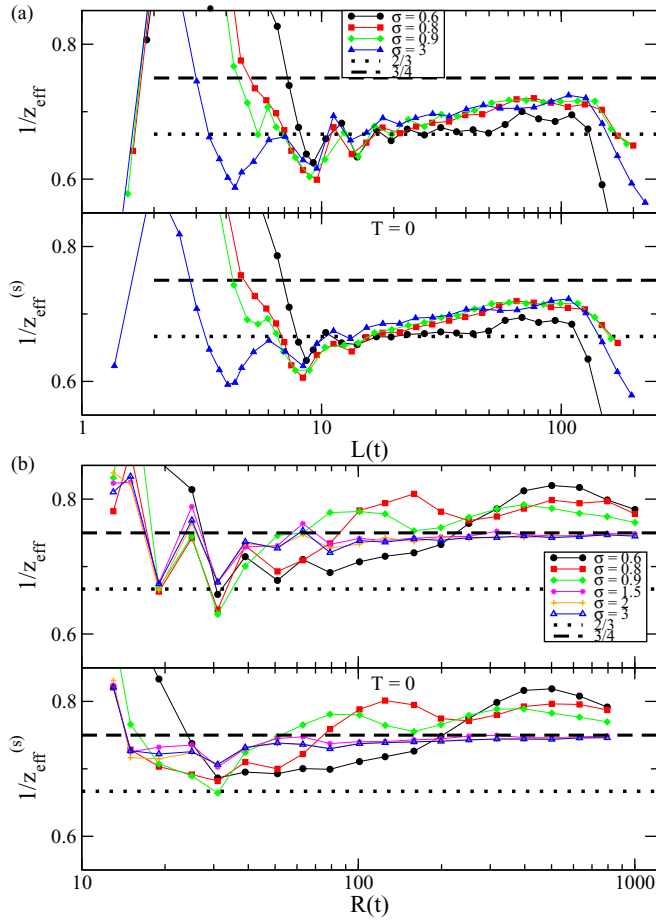 (a)
σ = 0.6
σ = 0.8
σ = 0.9
σ = 3
2/3
3/4
0.8
0.6
1/z_eff
T = 0
0.8
0.6
1/z_eff^(s)
1 10 100
L(t)
(b)
0.8
0.6
1/z_eff
σ = 0.6
σ = 0.8
σ = 0.9
σ = 1.5
σ = 2
σ = 3
2/3
3/4
T = 0
0.8
0.6
1/z_eff^(s)
10 100 1000
R(t)